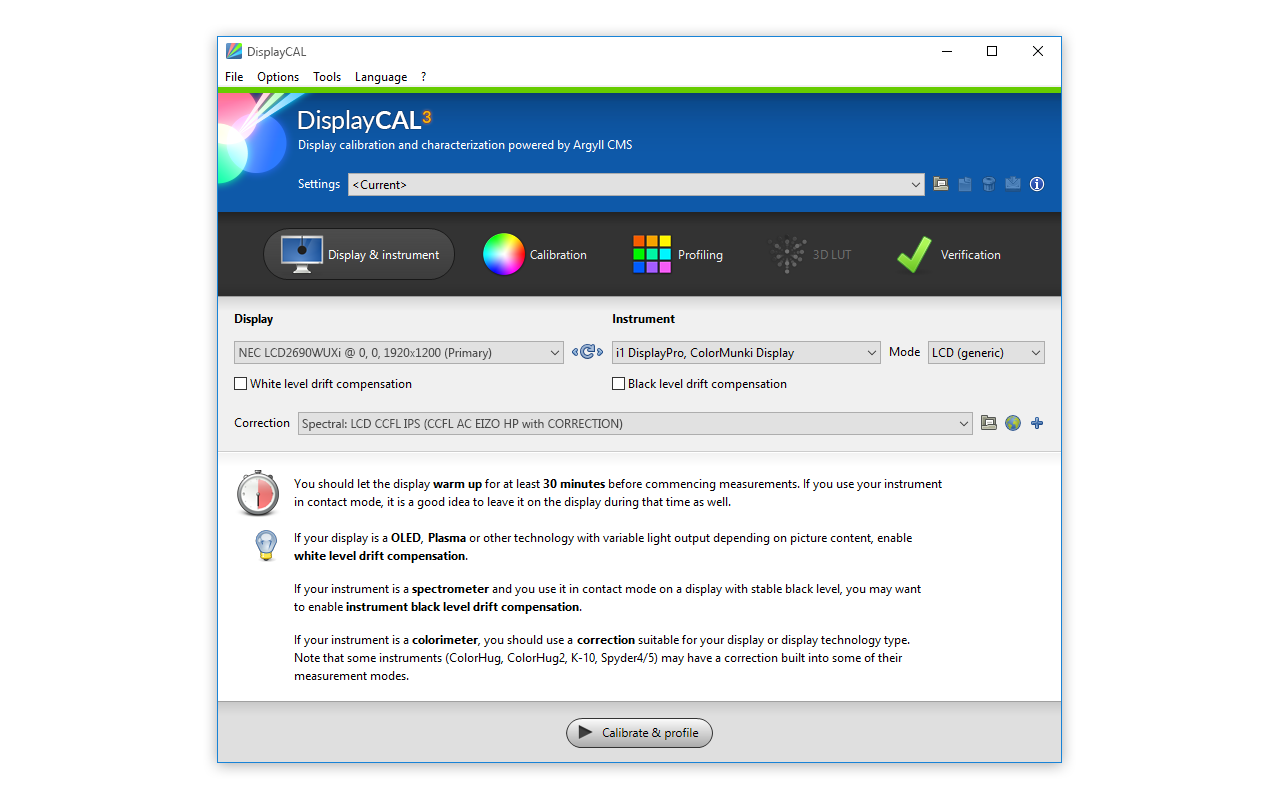 DisplayCAL
File Options Tools Language ?
DisplayCAL3
Display calibration and characterization powered by Argyll CMS
Settings <Current>
Display & instrument Calibration Profiling 3D LUT Verification
Display Instrument
NEC LCD2690WUXi @ 0, 0, 1920x1200 (Primary) i1 DisplayPro, ColorMunki Display Mode LCD (generic)
White level drift compensation Black level drift compensation
Correction Spectral: LCD CCFL IPS (CCFL AC EIZO HP with CORRECTION)
You should let the display warm up for at least 30 minutes before commencing measurements. If you use your instrument
in contact mode, it is a good idea to leave it on the display during that time as well.
If your display is a OLED, Plasma or other technology with variable light output depending on picture content, enable
white level drift compensation.
If your instrument is a spectrometer and you use it in contact mode on a display with stable black level, you may want
to enable instrument black level drift compensation.
If your instrument is a colorimeter, you should use a correction suitable for your display or display technology type.
Note that some instruments (ColorHug, ColorHug2, K-10, Spyder4/5) may have a correction built into some of their
measurement modes.
Calibrate & profile